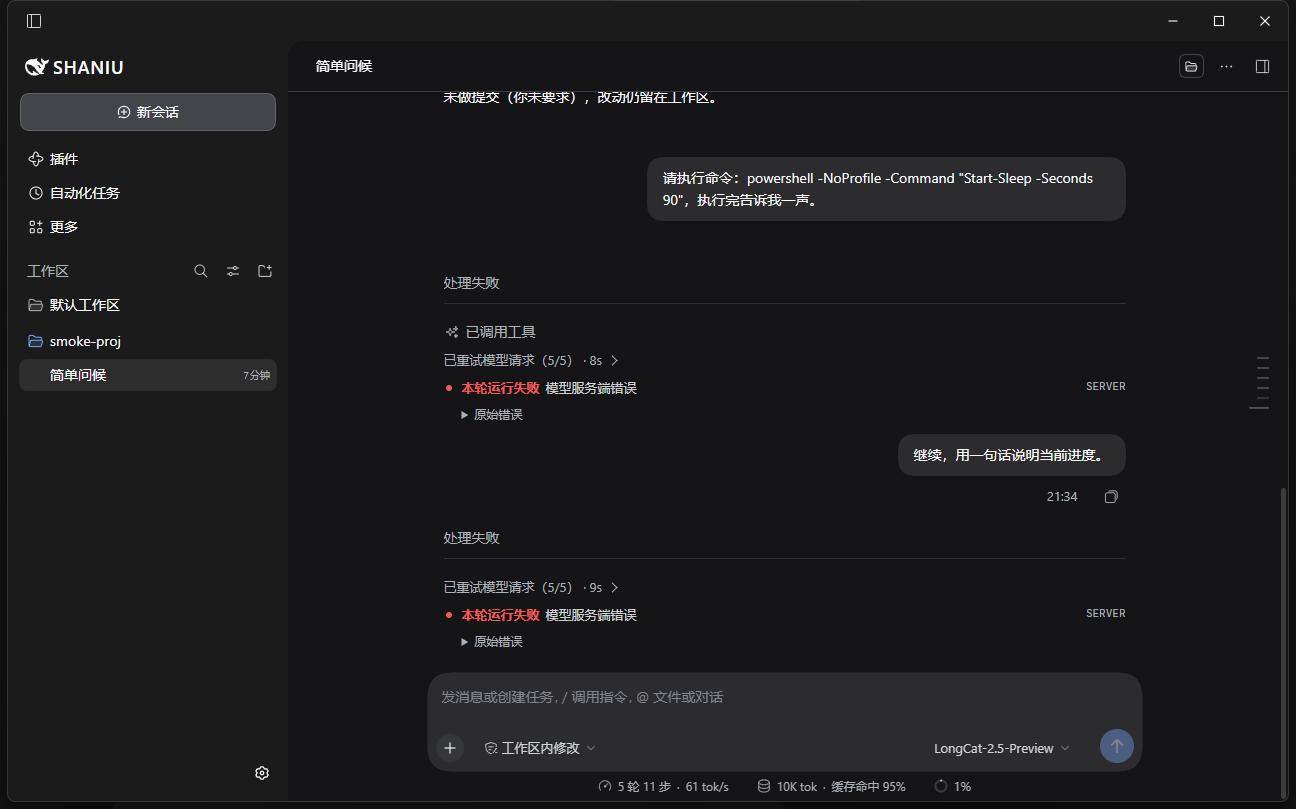 SHANIU
新会话
插件
自动化任务
更多
工作区
默认工作区
smoke-proj
简单问候
7分钟
简单问候
未做提交（你未要求），改动仍留在工作区。
请执行命令：powershell -NoProfile -Command "Start-Sleep -Seconds
90"，执行完告诉我一声。
处理失败
已调用工具
已重试模型请求（5/5） · 8s
本轮运行失败 模型服务端错误
SERVER
原始错误
继续，用一句话说明当前进度。
21:34
处理失败
已重试模型请求（5/5） · 9s
本轮运行失败 模型服务端错误
SERVER
原始错误
发消息或创建任务, / 调用指令, @ 文件或对话
工作区内修改
LongCat-2.5-Preview
5 轮 11 步 · 61 tok/s
10K tok · 缓存命中 95%
1%